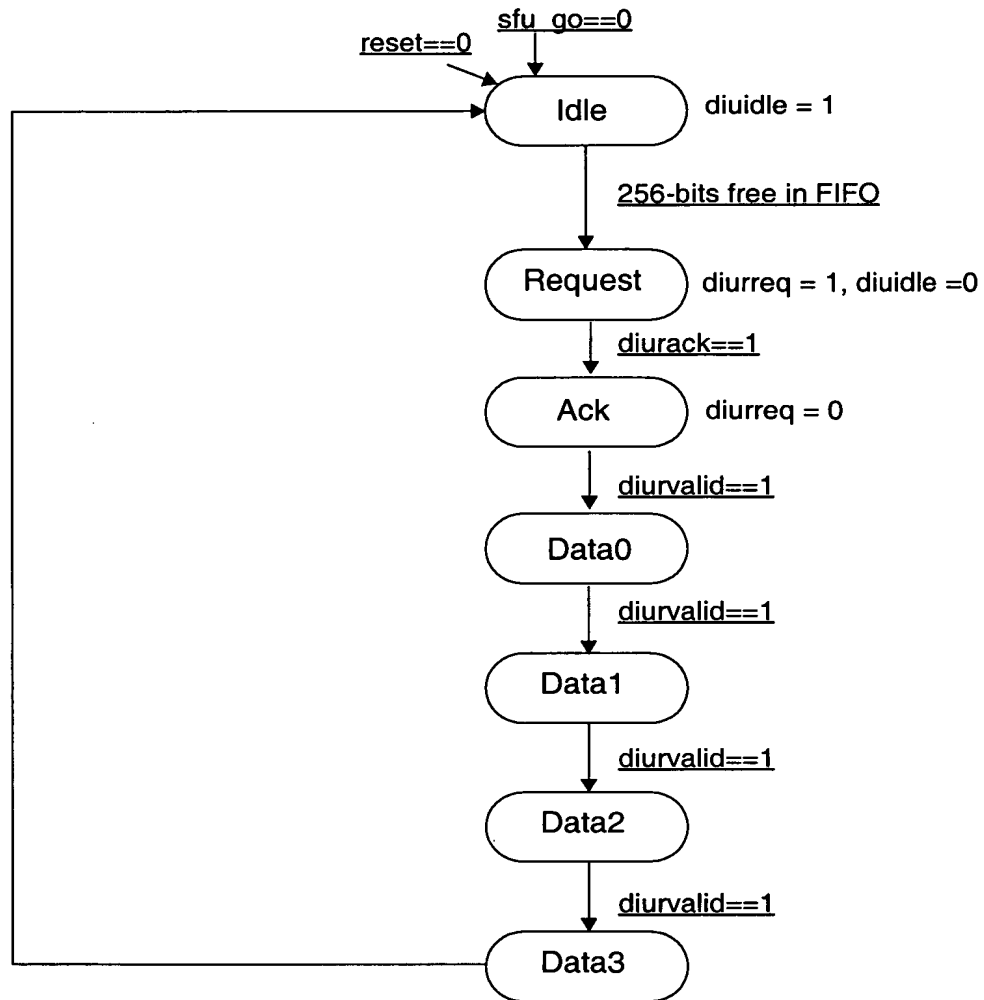 sfu_go==0
reset==0
Idle
diuidle = 1
256-bits free in FIFO
Request
diurreq = 1, diuidle =0
diurack==1
Ack
diurreq = 0
diurvalid==1
Data0
diurvalid==1
Data1
diurvalid==1
Data2
diurvalid==1
Data3